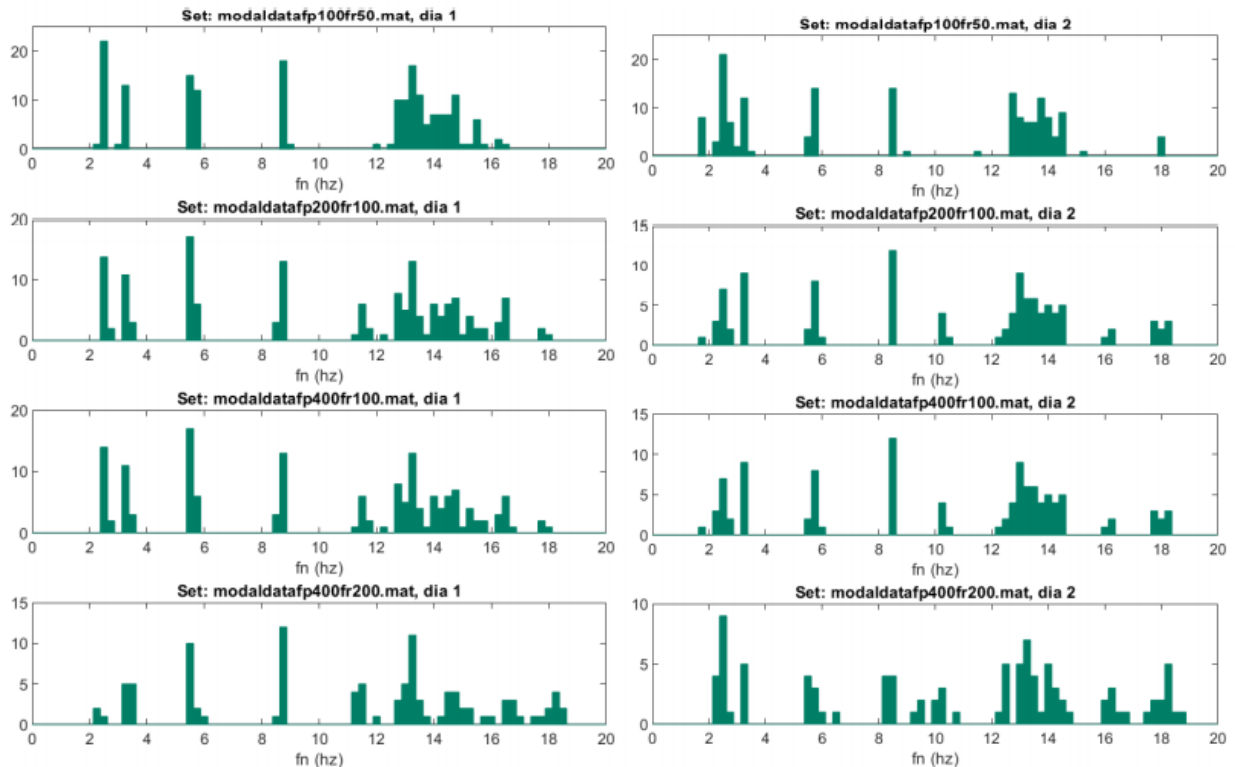 Set: modaldatafp100fr50.mat, dia 1
20
10
0
0 2 4 6 8 10 12 14 16 18 20
fn (hz)
Set: modaldatafp200fr100.mat, dia 1
20
10
0
0 2 4 6 8 10 12 14 16 18 20
fn (hz)
Set: modaldatafp400fr100.mat, dia 1
20
10
0
0 2 4 6 8 10 12 14 16 18 20
fn (hz)
Set: modaldatafp400fr200.mat, dia 1
15
10
5
0
0 2 4 6 8 10 12 14 16 18 20
fn (hz)
Set: modaldatafp100fr50.mat, dia 2
20
10
0
0 2 4 6 8 10 12 14 16 18 20
fn (hz)
Set: modaldatafp200fr100.mat, dia 2
15
10
5
0
0 2 4 6 8 10 12 14 16 18 20
fn (hz)
Set: modaldatafp400fr100.mat, dia 2
15
10
5
0
0 2 4 6 8 10 12 14 16 18 20
fn (hz)
Set: modaldatafp400fr200.mat, dia 2
10
5
0
0 2 4 6 8 10 12 14 16 18 20
fn (hz)